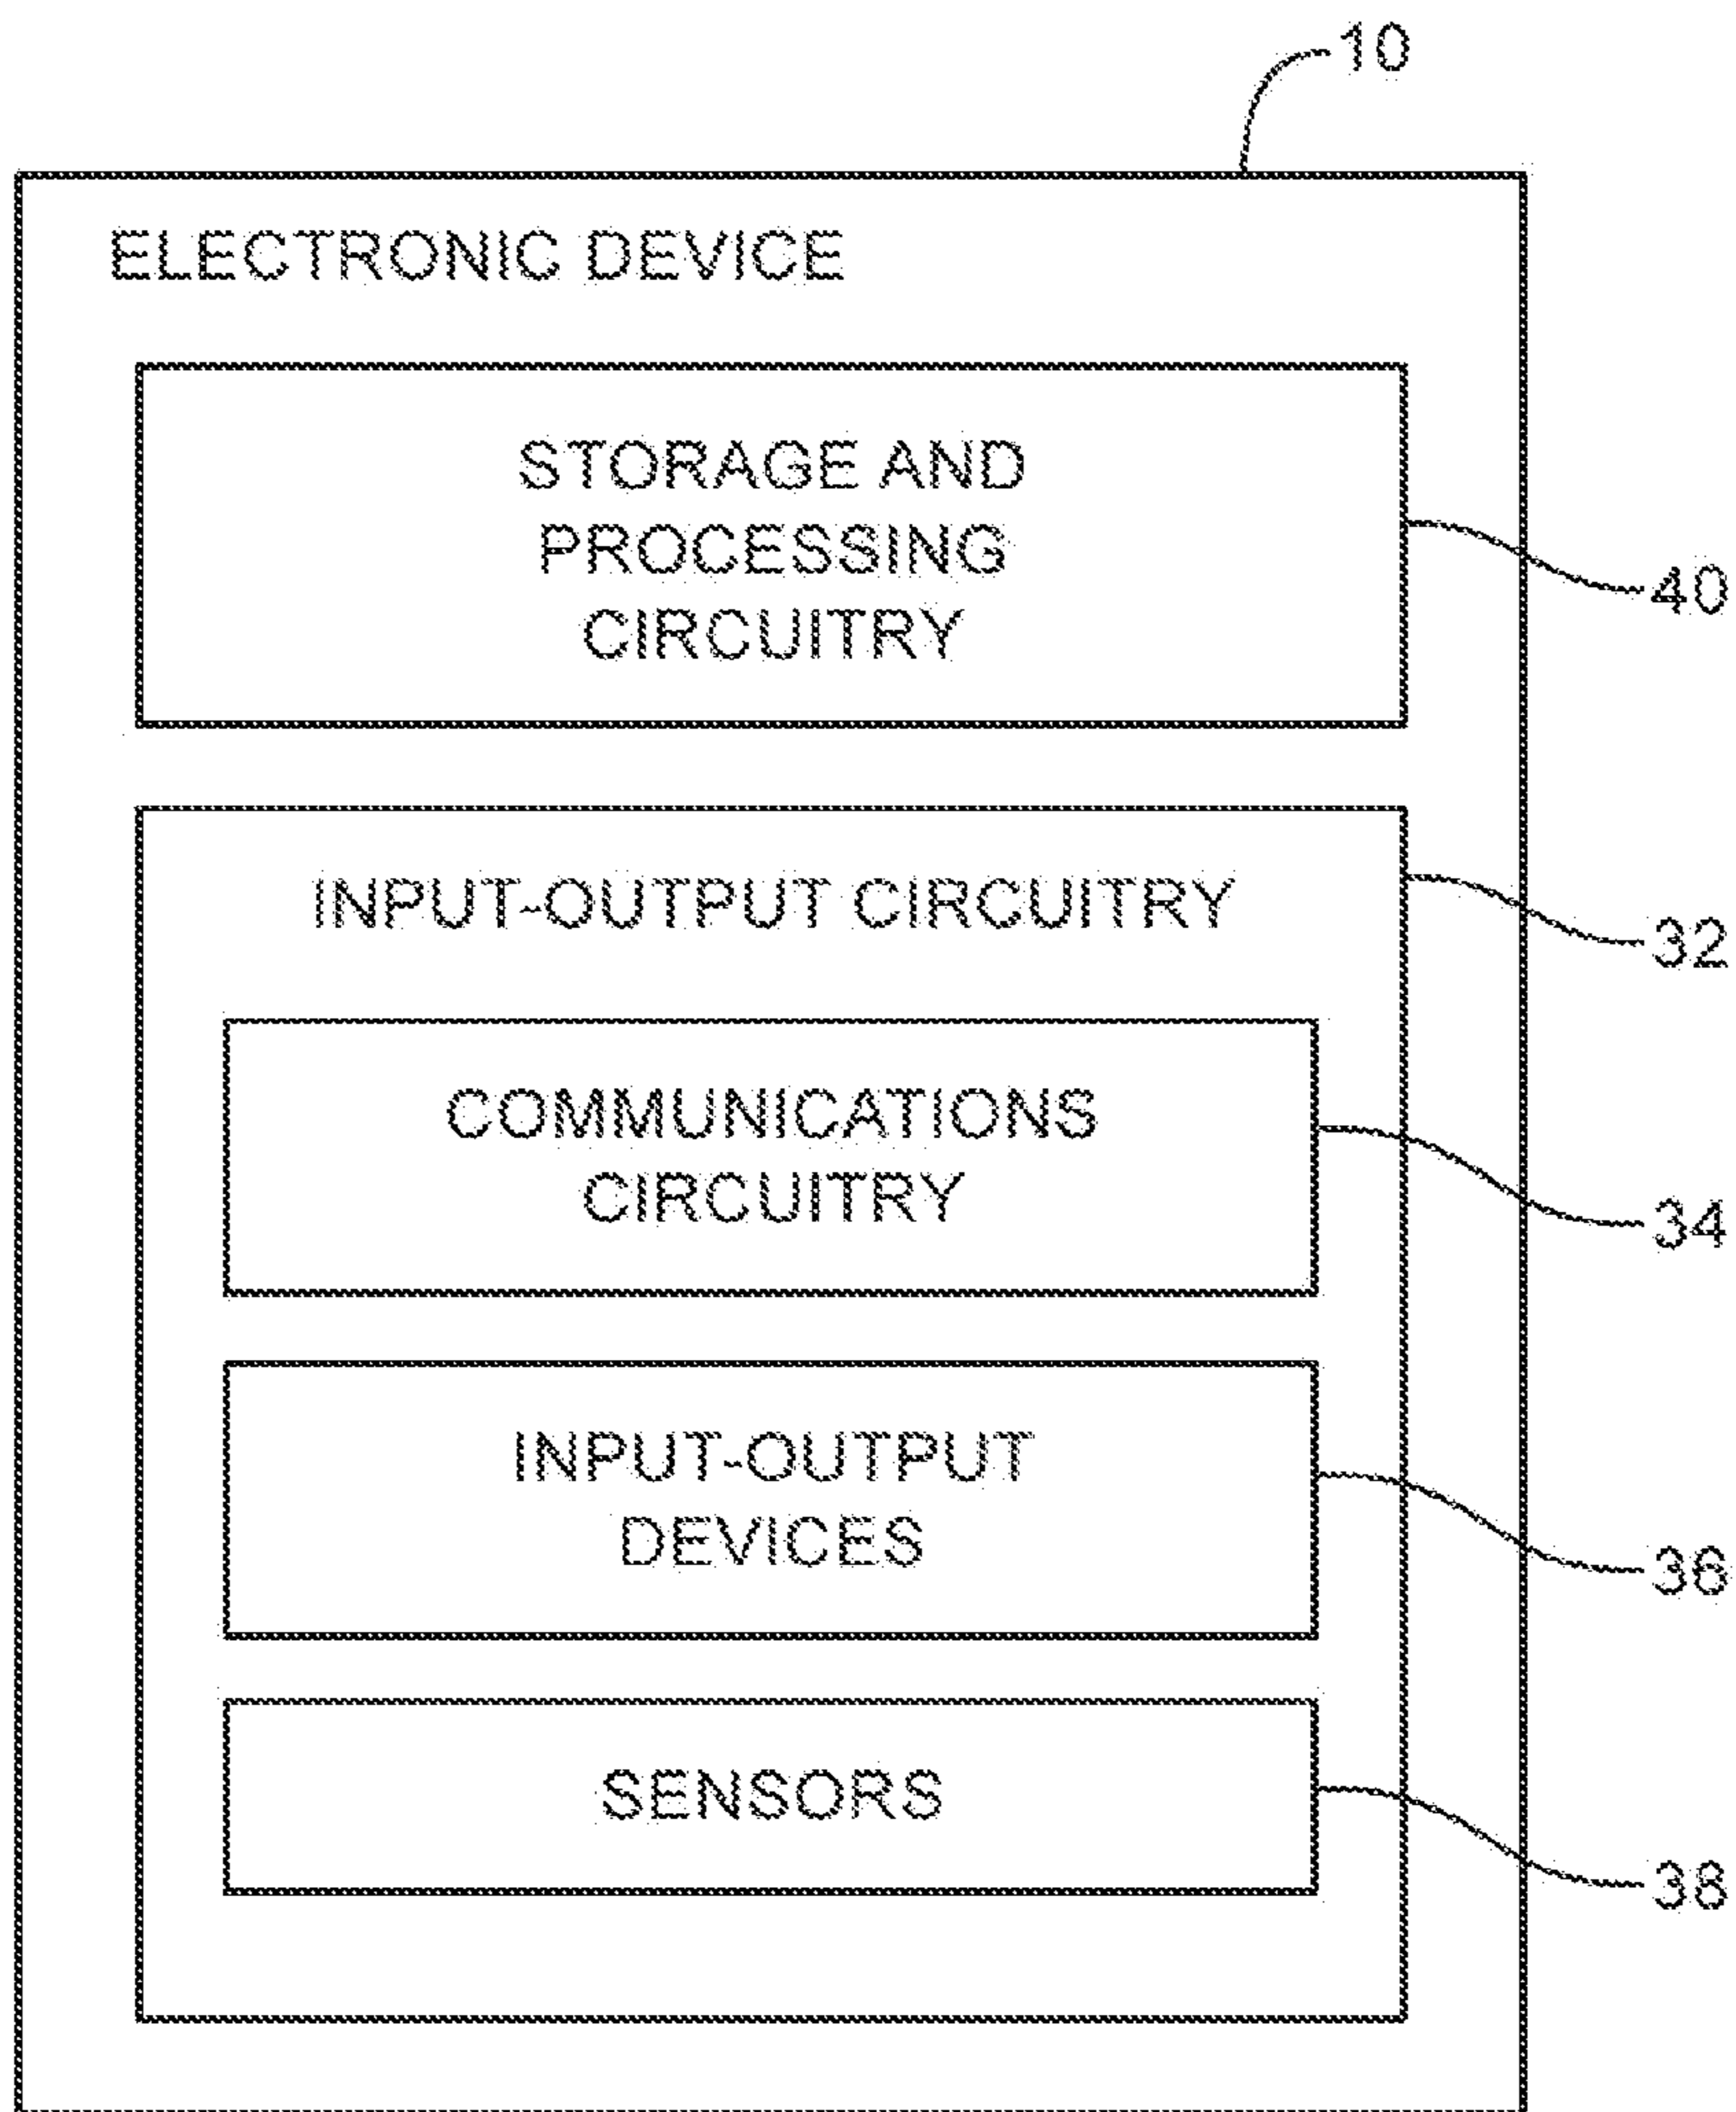 10
ELECTRONIC DEVICE
STORAGE AND
PROCESSING
CIRCUITRY
40
INPUT-OUTPUT CIRCUITRY
32
COMMUNICATIONS
CIRCUITRY
34
INPUT-OUTPUT
DEVICES
36
SENSORS
38